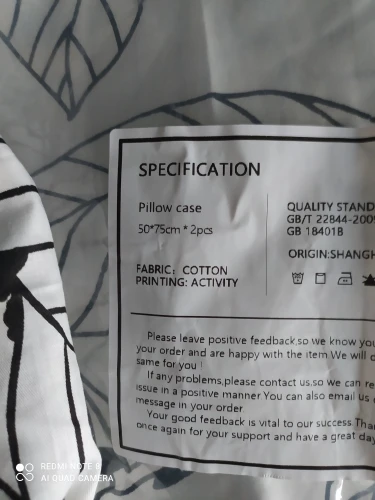 SPECIFICATION
Pillow case
50*75cm * 2pcs
FABRIC: COTTON
PRINTING: ACTIVITY
QUALITY STAND
GB/T 22844-200
GB 18401B
ORIGIN:SHANGH
Please leave positive feedback,so we know you
your order and are happy with the item We will d
same for you !
If any problems,please contact us,so we can re
issue in a positive manner You can also email us
message in your order
Your good feedback is vital to our success Than
once again for your support and have a great day
REDMI NOTE 8
AI QUAD CAMERA